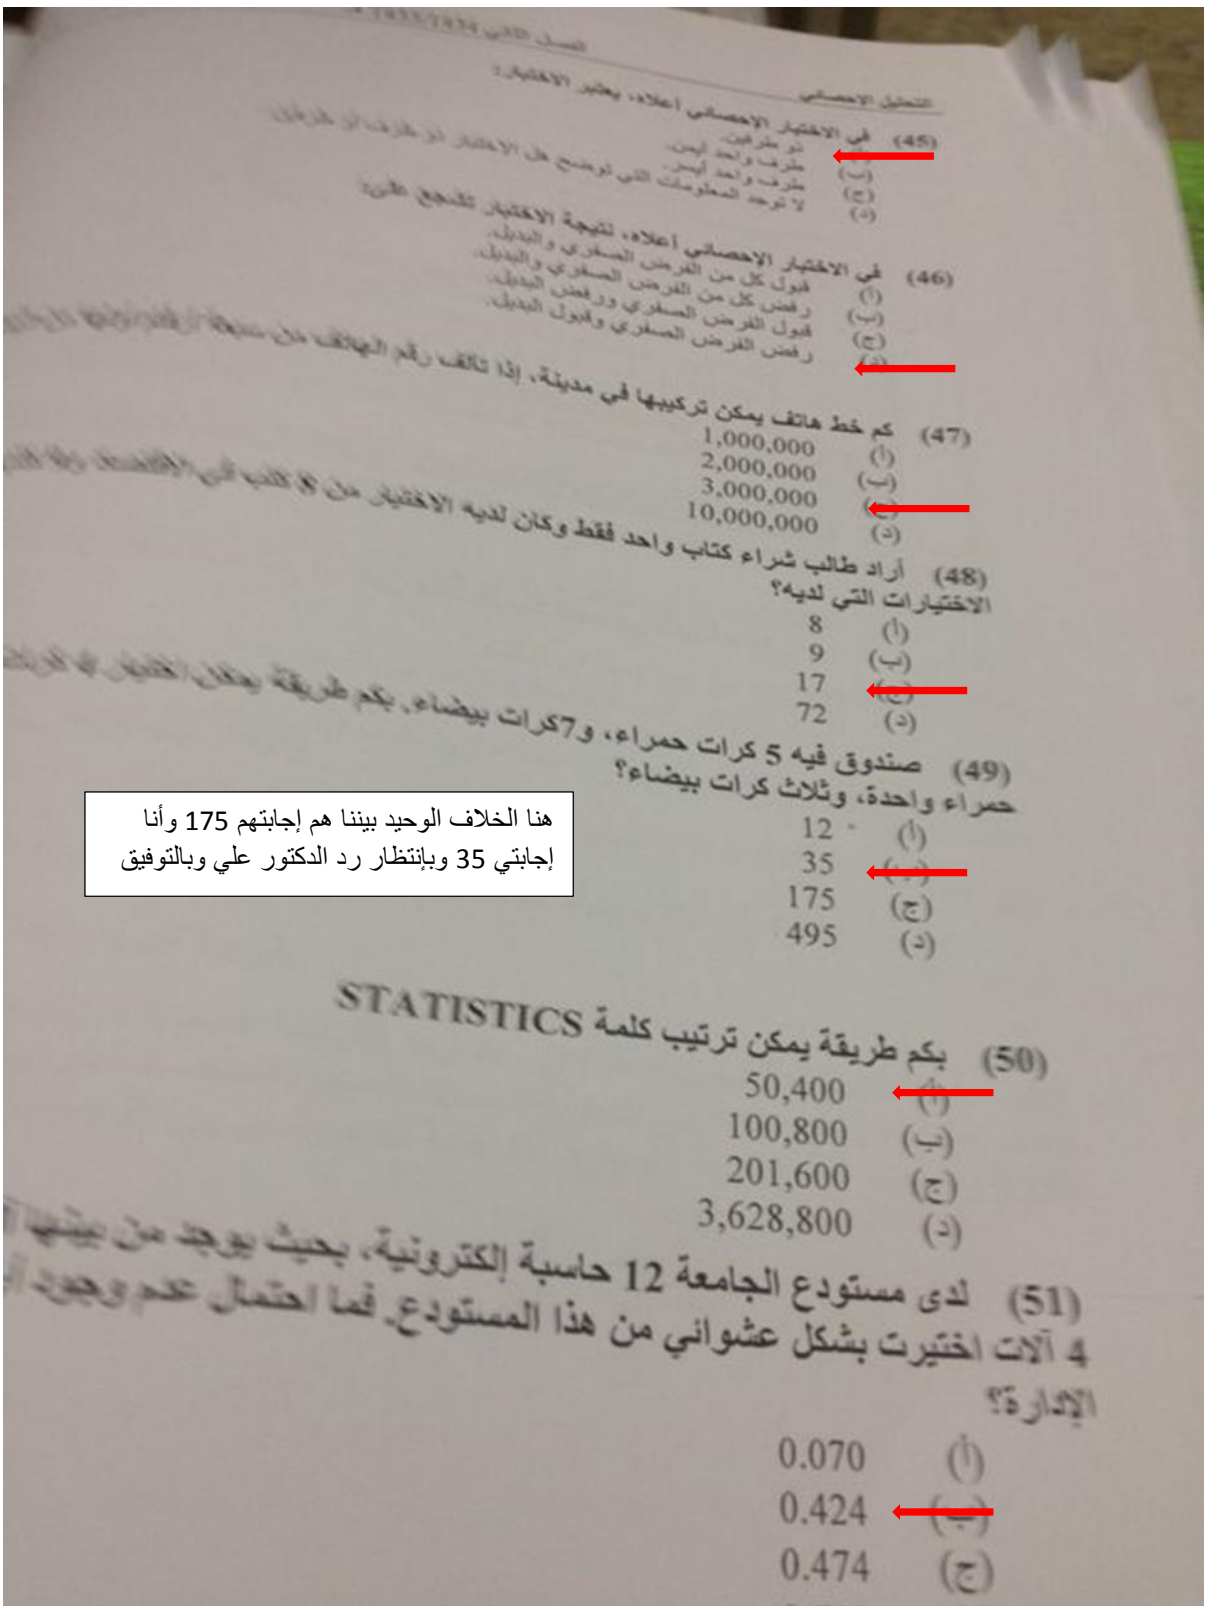 الفصل الثاني 1433/1434
التحليل الإحصائي
(45) في الاختبار الإحصائي أعلاه، يعتبر الاختبار:
ذو طرفين.
(ب) طرف واحد أيمن.
(ج) طرف واحد أيسر.
(د) لا توجد المعلومات التي توضح هل الاختبار ذو طرف أو طرفين.
(46) في الاختبار الإحصائي أعلاه، نتيجة الاختبار تشجع على:
(أ) قبول كل من الفرض الصفري والبديل.
(ب) رفض كل من الفرض الصفري والبديل.
(ج) قبول الفرض الصفري ورفض البديل.
(د) رفض الفرض الصفري وقبول البديل.
(47) كم خط هاتف يمكن تركيبها في مدينة، إذا تألف رقم الهاتف من سبعة
(أ) 1,000,000
(ب) 2,000,000
(ج) 3,000,000
(د) 10,000,000
(48) أراد طالب شراء كتاب واحد فقط وكان لديه الاختيار من 8 كتب في
الاختيارات التي لديه؟
(أ) 8
(ب) 9
(ج) 17
(د) 72
(49) صندوق فيه 5 كرات حمراء، و7كرات بيضاء. بكم طريقة يمكن اختيار
حمراء واحدة، وثلاث كرات بيضاء؟
(أ) 12
(ب) 35
(ج) 175
(د) 495
هنا الخلاف الوحيد بيننا هم إجابتهم 175 وأنا
إجابتي 35 وبإنتظار رد الدكتور علي وبالتوفيق
(50) بكم طريقة يمكن ترتيب كلمة STATISTICS
(أ) 50,400
(ب) 100,800
(ج) 201,600
(د) 3,628,800
(51) لدى مستودع الجامعة 12 حاسبة إلكترونية، بحيث يوجد من بينها
4 آلات اختيرت بشكل عشوائي من هذا المستودع. فما احتمال عدم وجود
الإدارة؟
(أ) 0.070
(ب) 0.424
(ج) 0.474